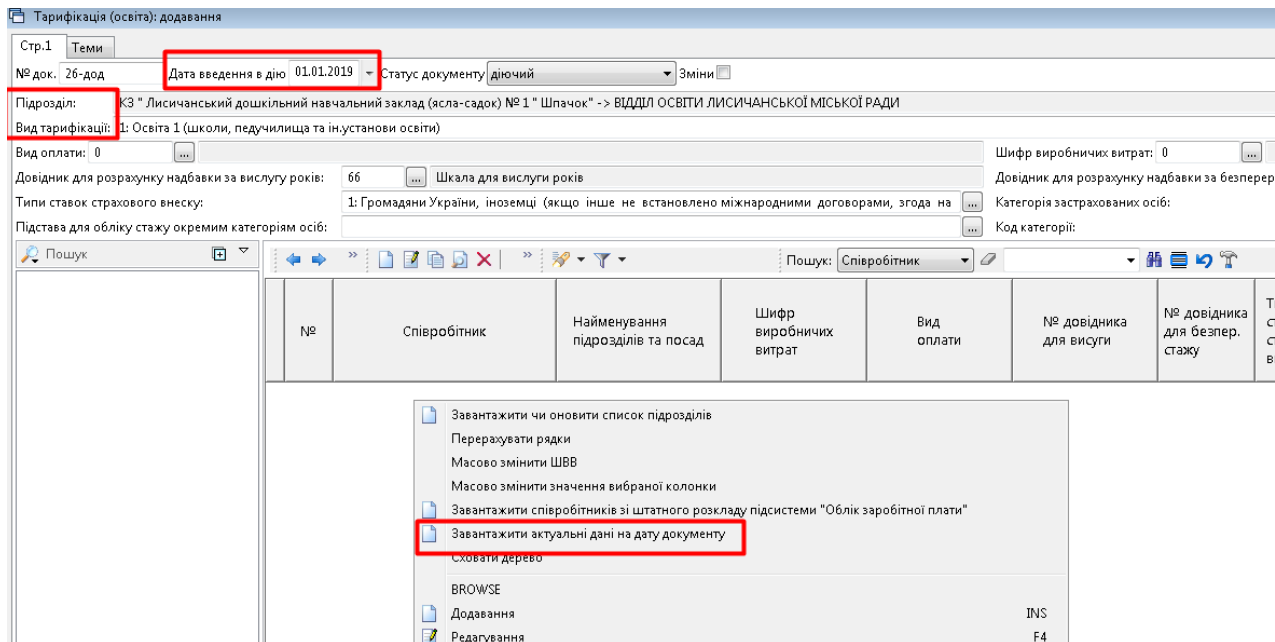 Тарифікація (освіта): додавання
Стр.1 Теми
№ док. 26-дод Дата введення в дію 01.01.2019 Статус документу діючий Зміни
Підрозділ: КЗ " Лисичанський дошкільний навчальний заклад (ясла-садок) № 1 " Шпачок" -> ВІДДІЛ ОСВІТИ ЛИСИЧАНСЬКОЇ МІСЬКОЇ РАДИ
Вид тарифікації: 1: Освіта 1 (школи, педучилища та ін.установи освіти)
Вид оплати: 0 ... Шифр виробничих витрат: 0 ...
Довідник для розрахунку надбавки за вислугу років: 66 ... Шкала для вислуги років Довідник для розрахунку надбавки за безпере
Типи ставок страхового внеску: 1: Громадяни України, іноземці (якщо інше не встановлено міжнародними договорами, згода на ... Категорія застрахованих осіб:
Підстава для обліку стажу окремим категоріям осіб: ... Код категорії:
Пошук Пошук: Співробітник
№ Співробітник Найменування підрозділів та посад Шифр виробничих витрат Вид оплати № довідника для висуги № довідника для безпер. стажу
Завантажити чи оновити список підрозділів
Перерахувати рядки
Масово змінити ШВВ
Масово змінити значення вибраної колонки
Завантажити співробітників зі штатного розкладу підсистеми "Облік заробітної плати"
Завантажити актуальні дані на дату документу
Сховати дерево
BROWSE
Додавання INS
Редагування F4